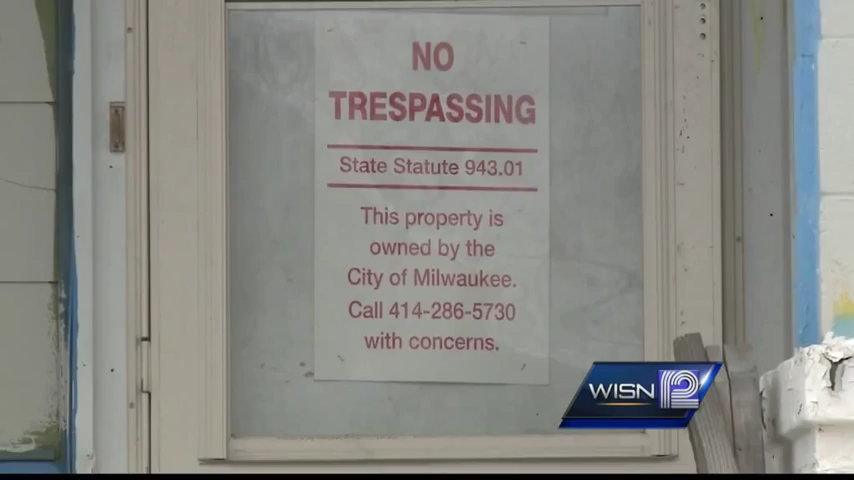 NO
TRESPASSING
State Statute 943.01
This property is
owned by the
City of Milwaukee.
Call 414-286-5730
with concerns.
WISN 12